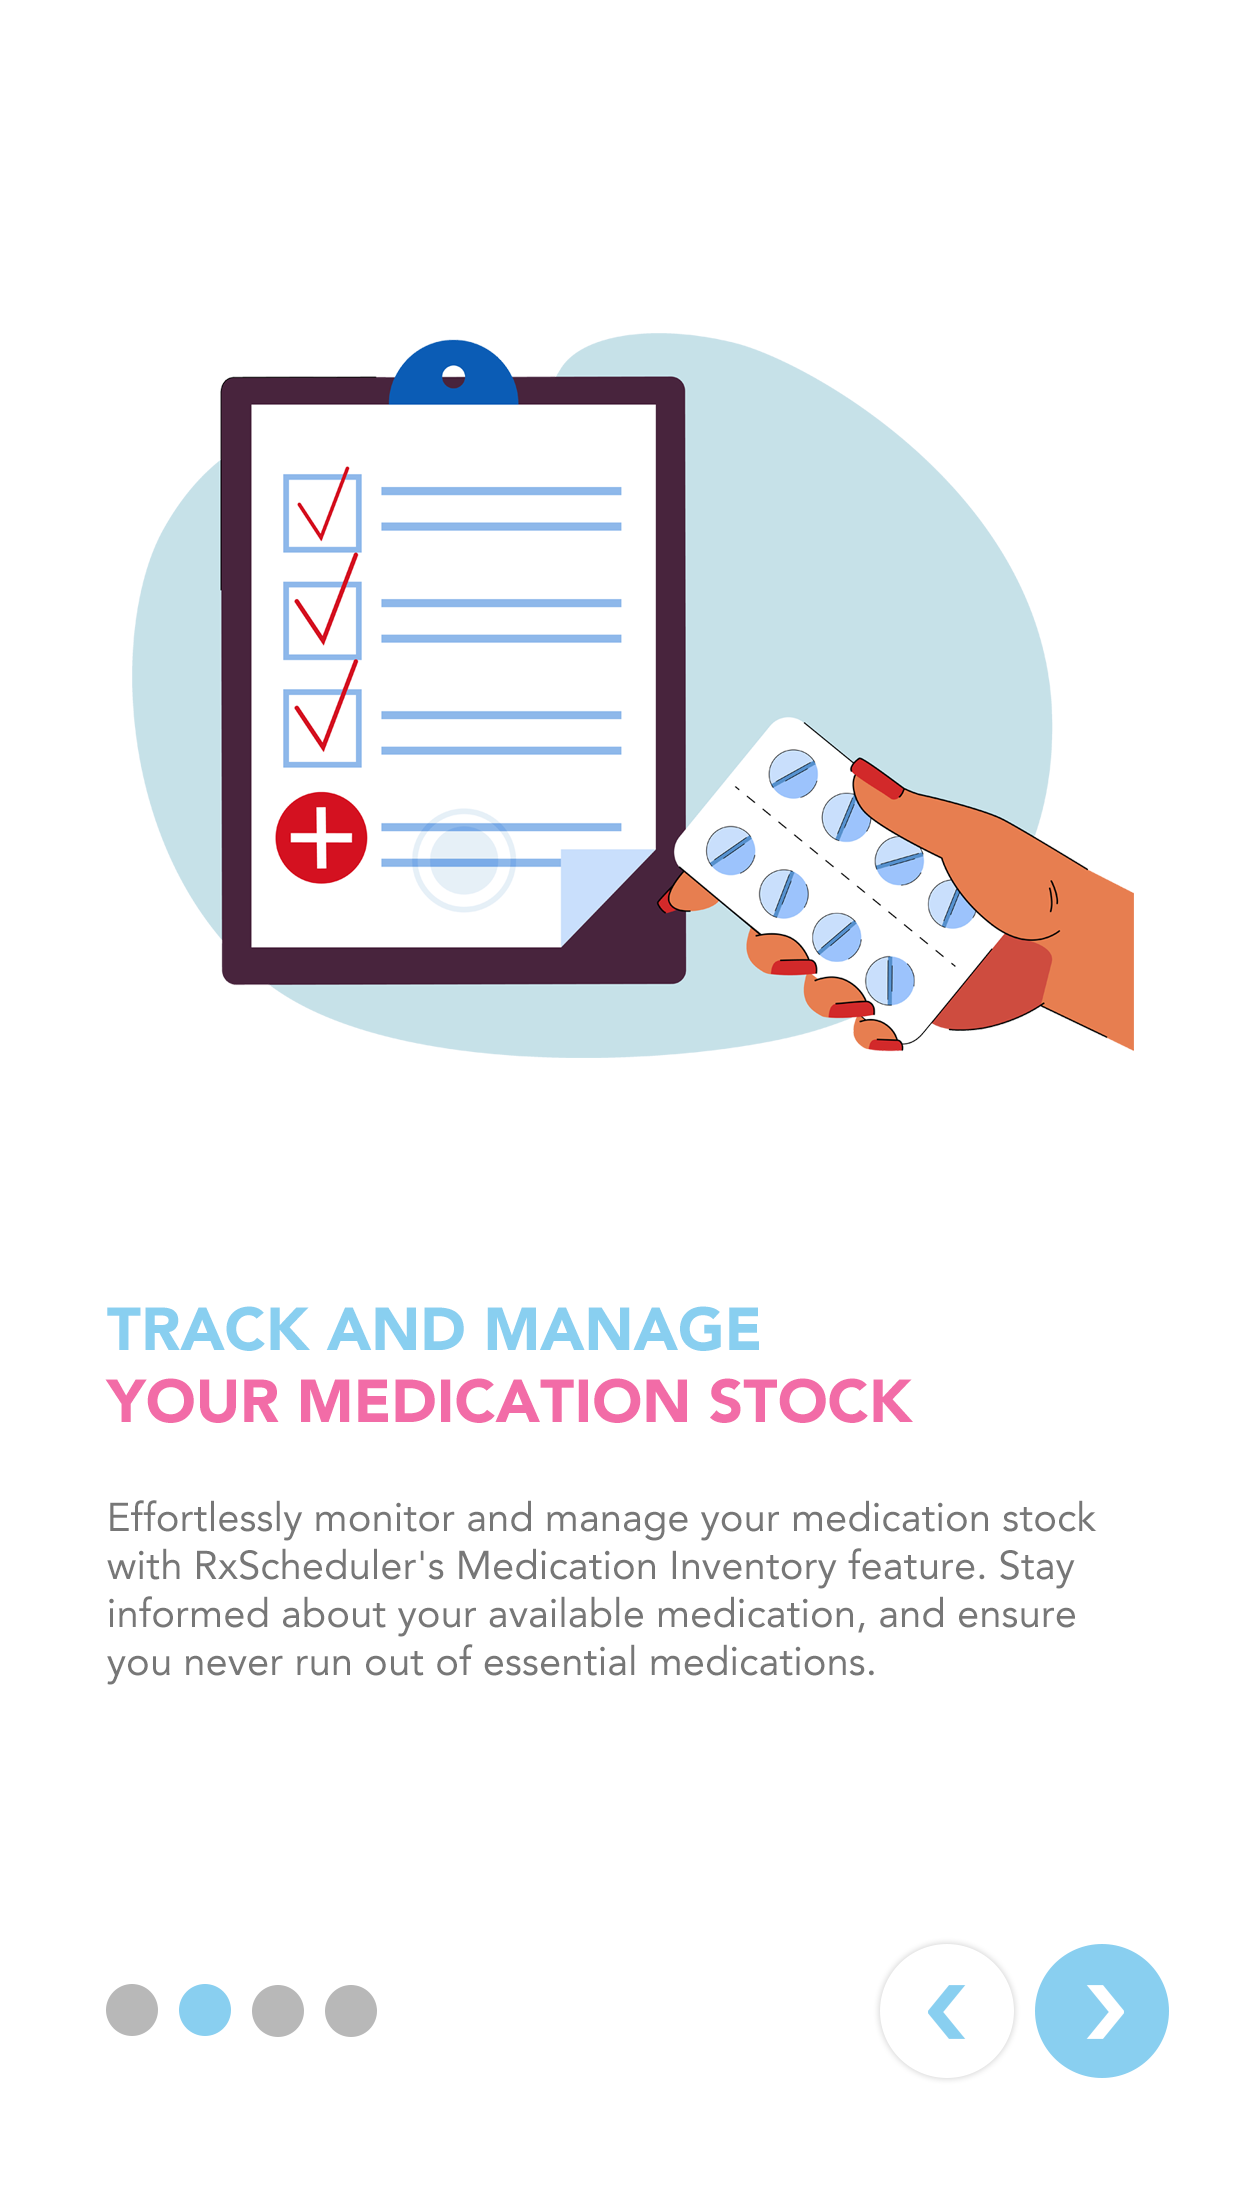 TRACK AND MANAGE
YOUR MEDICATION STOCK
Effortlessly monitor and manage your medication stock
with RxScheduler's Medication Inventory feature. Stay
informed about your available medication, and ensure
you never run out of essential medications.